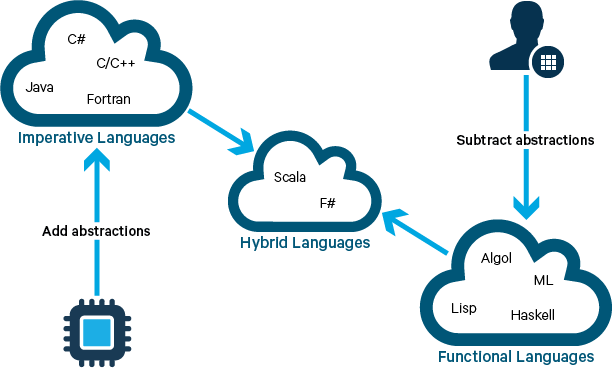 C#
C/C++
Java
Fortran
Imperative Languages
Add abstractions
Scala
F#
Hybrid Languages
Subtract abstractions
Algol
ML
Lisp
Haskell
Functional Languages